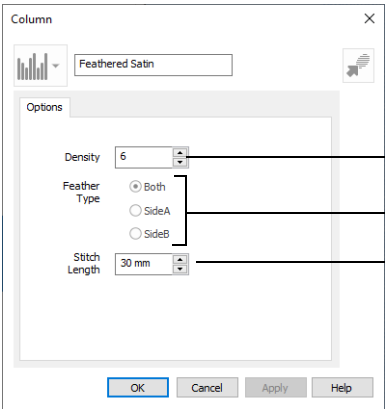 Column
Feathered Satin
Options
Density 6
Feather
Type
Both
SideA
SideB
Stitch
Length
30 mm
OK Cancel Apply Help